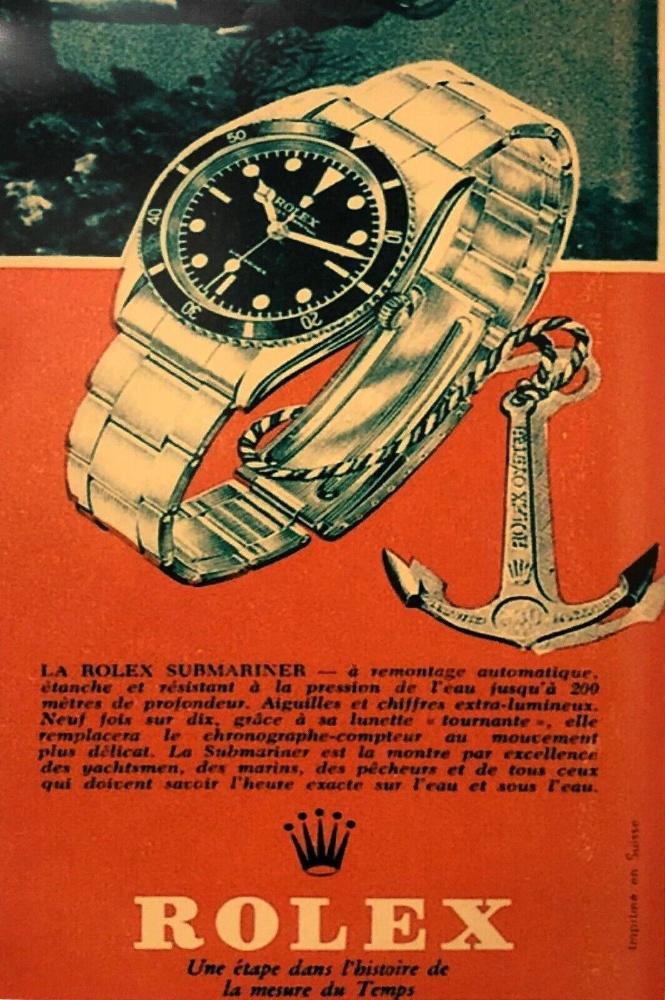 50
40
30
20
10
ROLEX
ROLEX OYSTER
LA ROLEX SUBMARINER — à remontage automatique,
étanche et résistant à la pression de l'eau jusqu'à 200
mètres de profondeur. Aiguilles et chiffres extra-lumineux.
Neuf fois sur dix, grâce à sa lunette « tournante », elle
remplacera le chronographe-compteur au mouvement
plus délicat. La Submariner est la montre par excellence
des yachtsmen, des marins, des pêcheurs et de tous ceux
qui doivent savoir l'heure exacte sur l'eau et sous l'eau.
ROLEX
Une étape dans l'histoire de
la mesure du Temps
Imprimé en Suisse